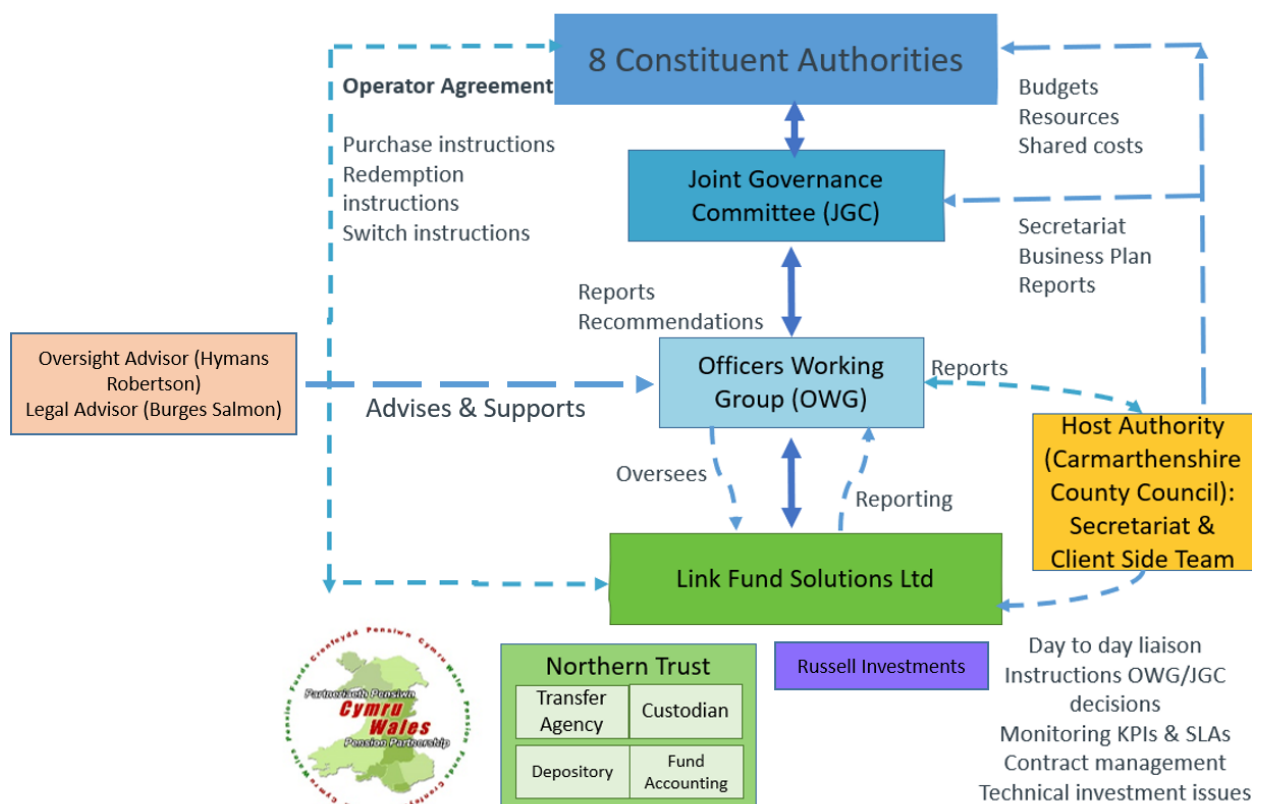 8 Constituent Authorities
Operator Agreement
Purchase instructions
Redemption
instructions
Switch instructions
Budgets
Resources
Shared costs
Joint Governance
Committee (JGC)
Secretariat
Business Plan
Reports
Reports
Recommendations
Oversight Advisor (Hymans
Robertson)
Legal Advisor (Burges Salmon)
Advises & Supports
Officers Working
Group (OWG)
Reports
Host Authority
(Carmarthenshire
County Council):
Secretariat &
Client Side Team
Oversees
Reporting
Link Fund Solutions Ltd
Partneriaeth Pensiwn
Cymru
Wales
Pension Partnership
Northern Trust
Transfer
Agency
Custodian
Depository
Fund
Accounting
Russell Investments
Day to day liaison
Instructions OWG/JGC
decisions
Monitoring KPIs & SLAs
Contract management
Technical investment issues